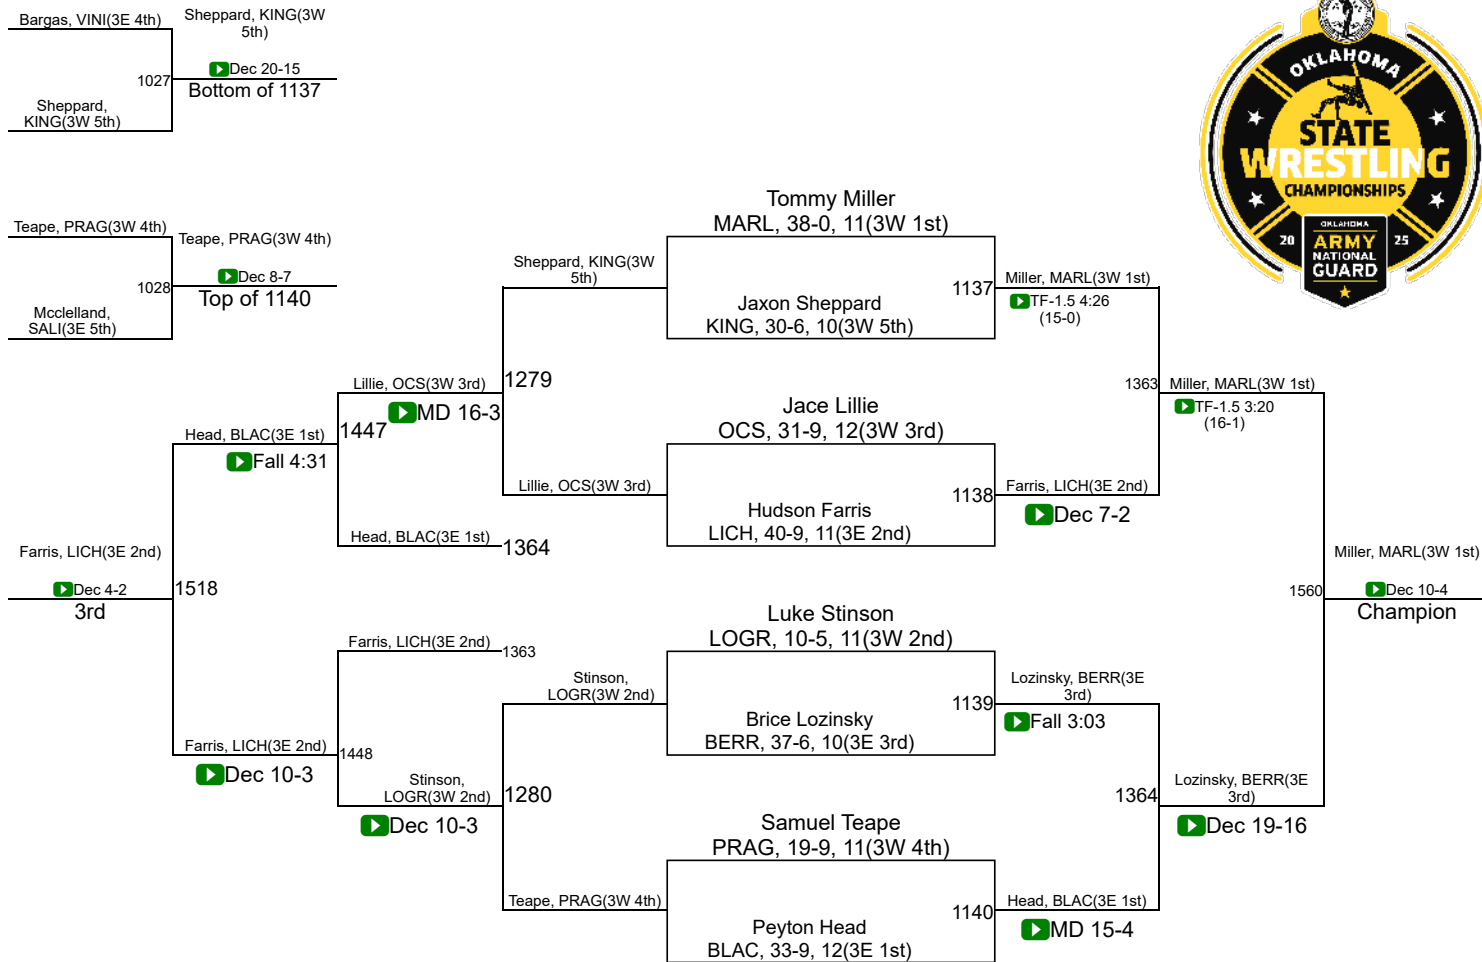 Bargas, VINI(3E 4th)
Sheppard, KING(3W
5th)
1027
Dec 20-15
Bottom of 1137
Sheppard,
KING(3W 5th)
Teape, PRAG(3W 4th)
Teape, PRAG(3W 4th)
1028
Dec 8-7
Top of 1140
Mcclelland,
SALI(3E 5th)
OKLAHOMA
STATE
WRESTLING
CHAMPIONSHIPS
20
OKLAHOMA
ARMY
NATIONAL
GUARD
25
Tommy Miller
MARL, 38-0, 11(3W 1st)
Sheppard, KING(3W
5th)
1137
Miller, MARL(3W 1st)
TF-1.5 4:26
(15-0)
Jaxon Sheppard
KING, 30-6, 10(3W 5th)
Lillie, OCS(3W 3rd)
1279
MD 16-3
1363
Miller, MARL(3W 1st)
TF-1.5 3:20
(16-1)
Jace Lillie
OCS, 31-9, 12(3W 3rd)
Head, BLAC(3E 1st)
1447
Fall 4:31
Lillie, OCS(3W 3rd)
1138
Farris, LICH(3E 2nd)
Dec 7-2
Hudson Farris
LICH, 40-9, 11(3E 2nd)
Head, BLAC(3E 1st)
1364
Farris, LICH(3E 2nd)
Dec 4-2
3rd
1518
1560
Miller, MARL(3W 1st)
Dec 10-4
Champion
Luke Stinson
LOGR, 10-5, 11(3W 2nd)
Farris, LICH(3E 2nd)
1363
Stinson,
LOGR(3W 2nd)
1139
Lozinsky, BERR(3E
3rd)
Fall 3:03
Brice Lozinsky
BERR, 37-6, 10(3E 3rd)
Farris, LICH(3E 2nd)
1448
Dec 10-3
Stinson,
LOGR(3W 2nd)
1280
Dec 10-3
1364
Lozinsky, BERR(3E
3rd)
Dec 19-16
Samuel Teape
PRAG, 19-9, 11(3W 4th)
Teape, PRAG(3W 4th)
1140
Head, BLAC(3E 1st)
MD 15-4
Peyton Head
BLAC, 33-9, 12(3E 1st)